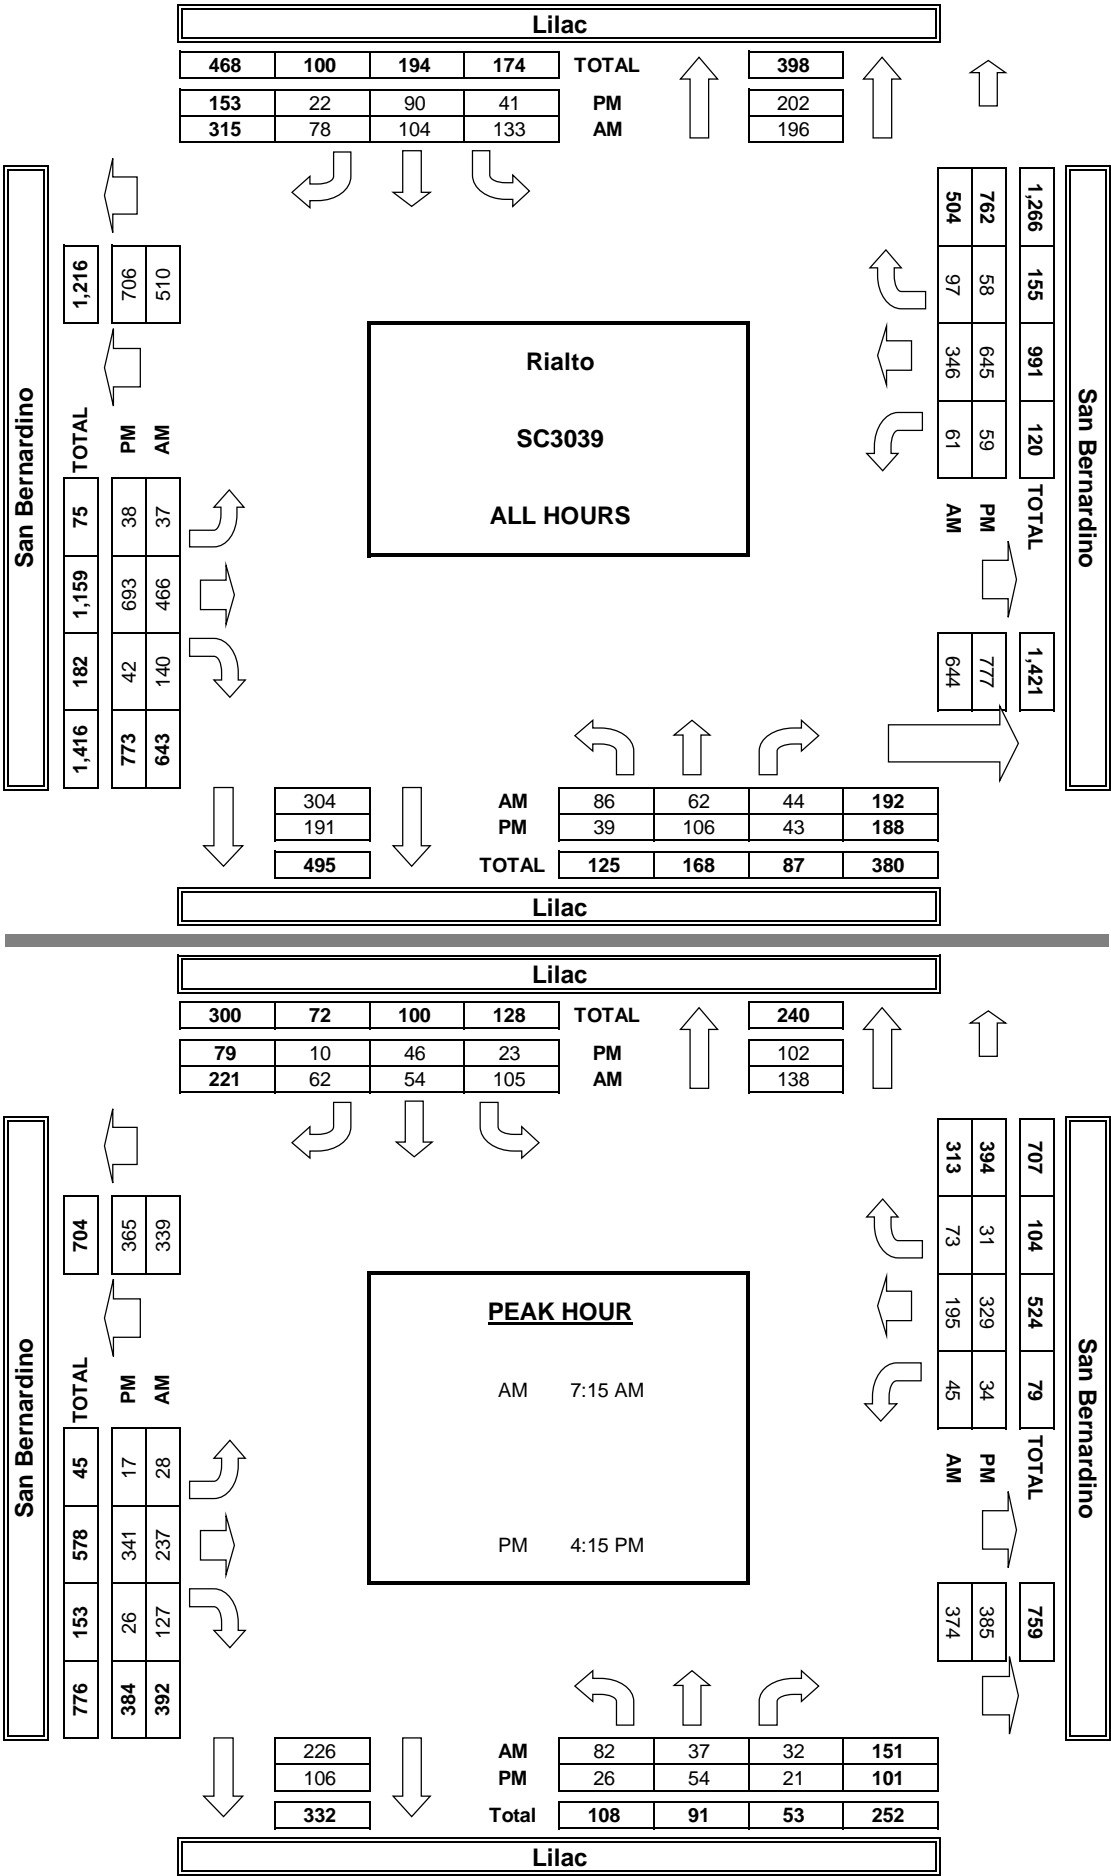 Lilac
468 100 194 174 TOTAL 398
153 22 90 41 PM 202
315 78 104 133 AM 196
San Bernardino
1,216
706
510
TOTAL PM AM
75 38 37
1,159 693 466
182 42 140
1,416 773 643
Rialto
SC3039
ALL HOURS
504 762 1,266
97 58 155
346 645 991
61 59 120
AM PM TOTAL
644 777 1,421
San Bernardino
304 AM 86 62 44 192
191 PM 39 106 43 188
495 TOTAL 125 168 87 380
Lilac
Lilac
300 72 100 128 TOTAL 240
79 10 46 23 PM 102
221 62 54 105 AM 138
San Bernardino
704 365 339
TOTAL PM AM
45 17 28
578 341 237
153 26 127
776 384 392
PEAK HOUR
AM 7:15 AM
PM 4:15 PM
313 394 707
73 31 104
195 329 524
45 34 79
AM PM TOTAL
374 385 759
San Bernardino
226 AM 82 37 32 151
106 PM 26 54 21 101
332 Total 108 91 53 252
Lilac